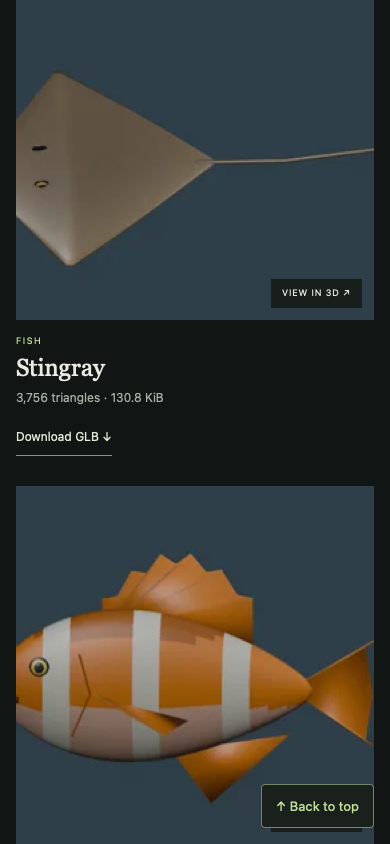 VIEW IN 3D ↗
FISH
Stingray
3,756 triangles · 130.8 KiB
Download GLB ↓
↑ Back to top